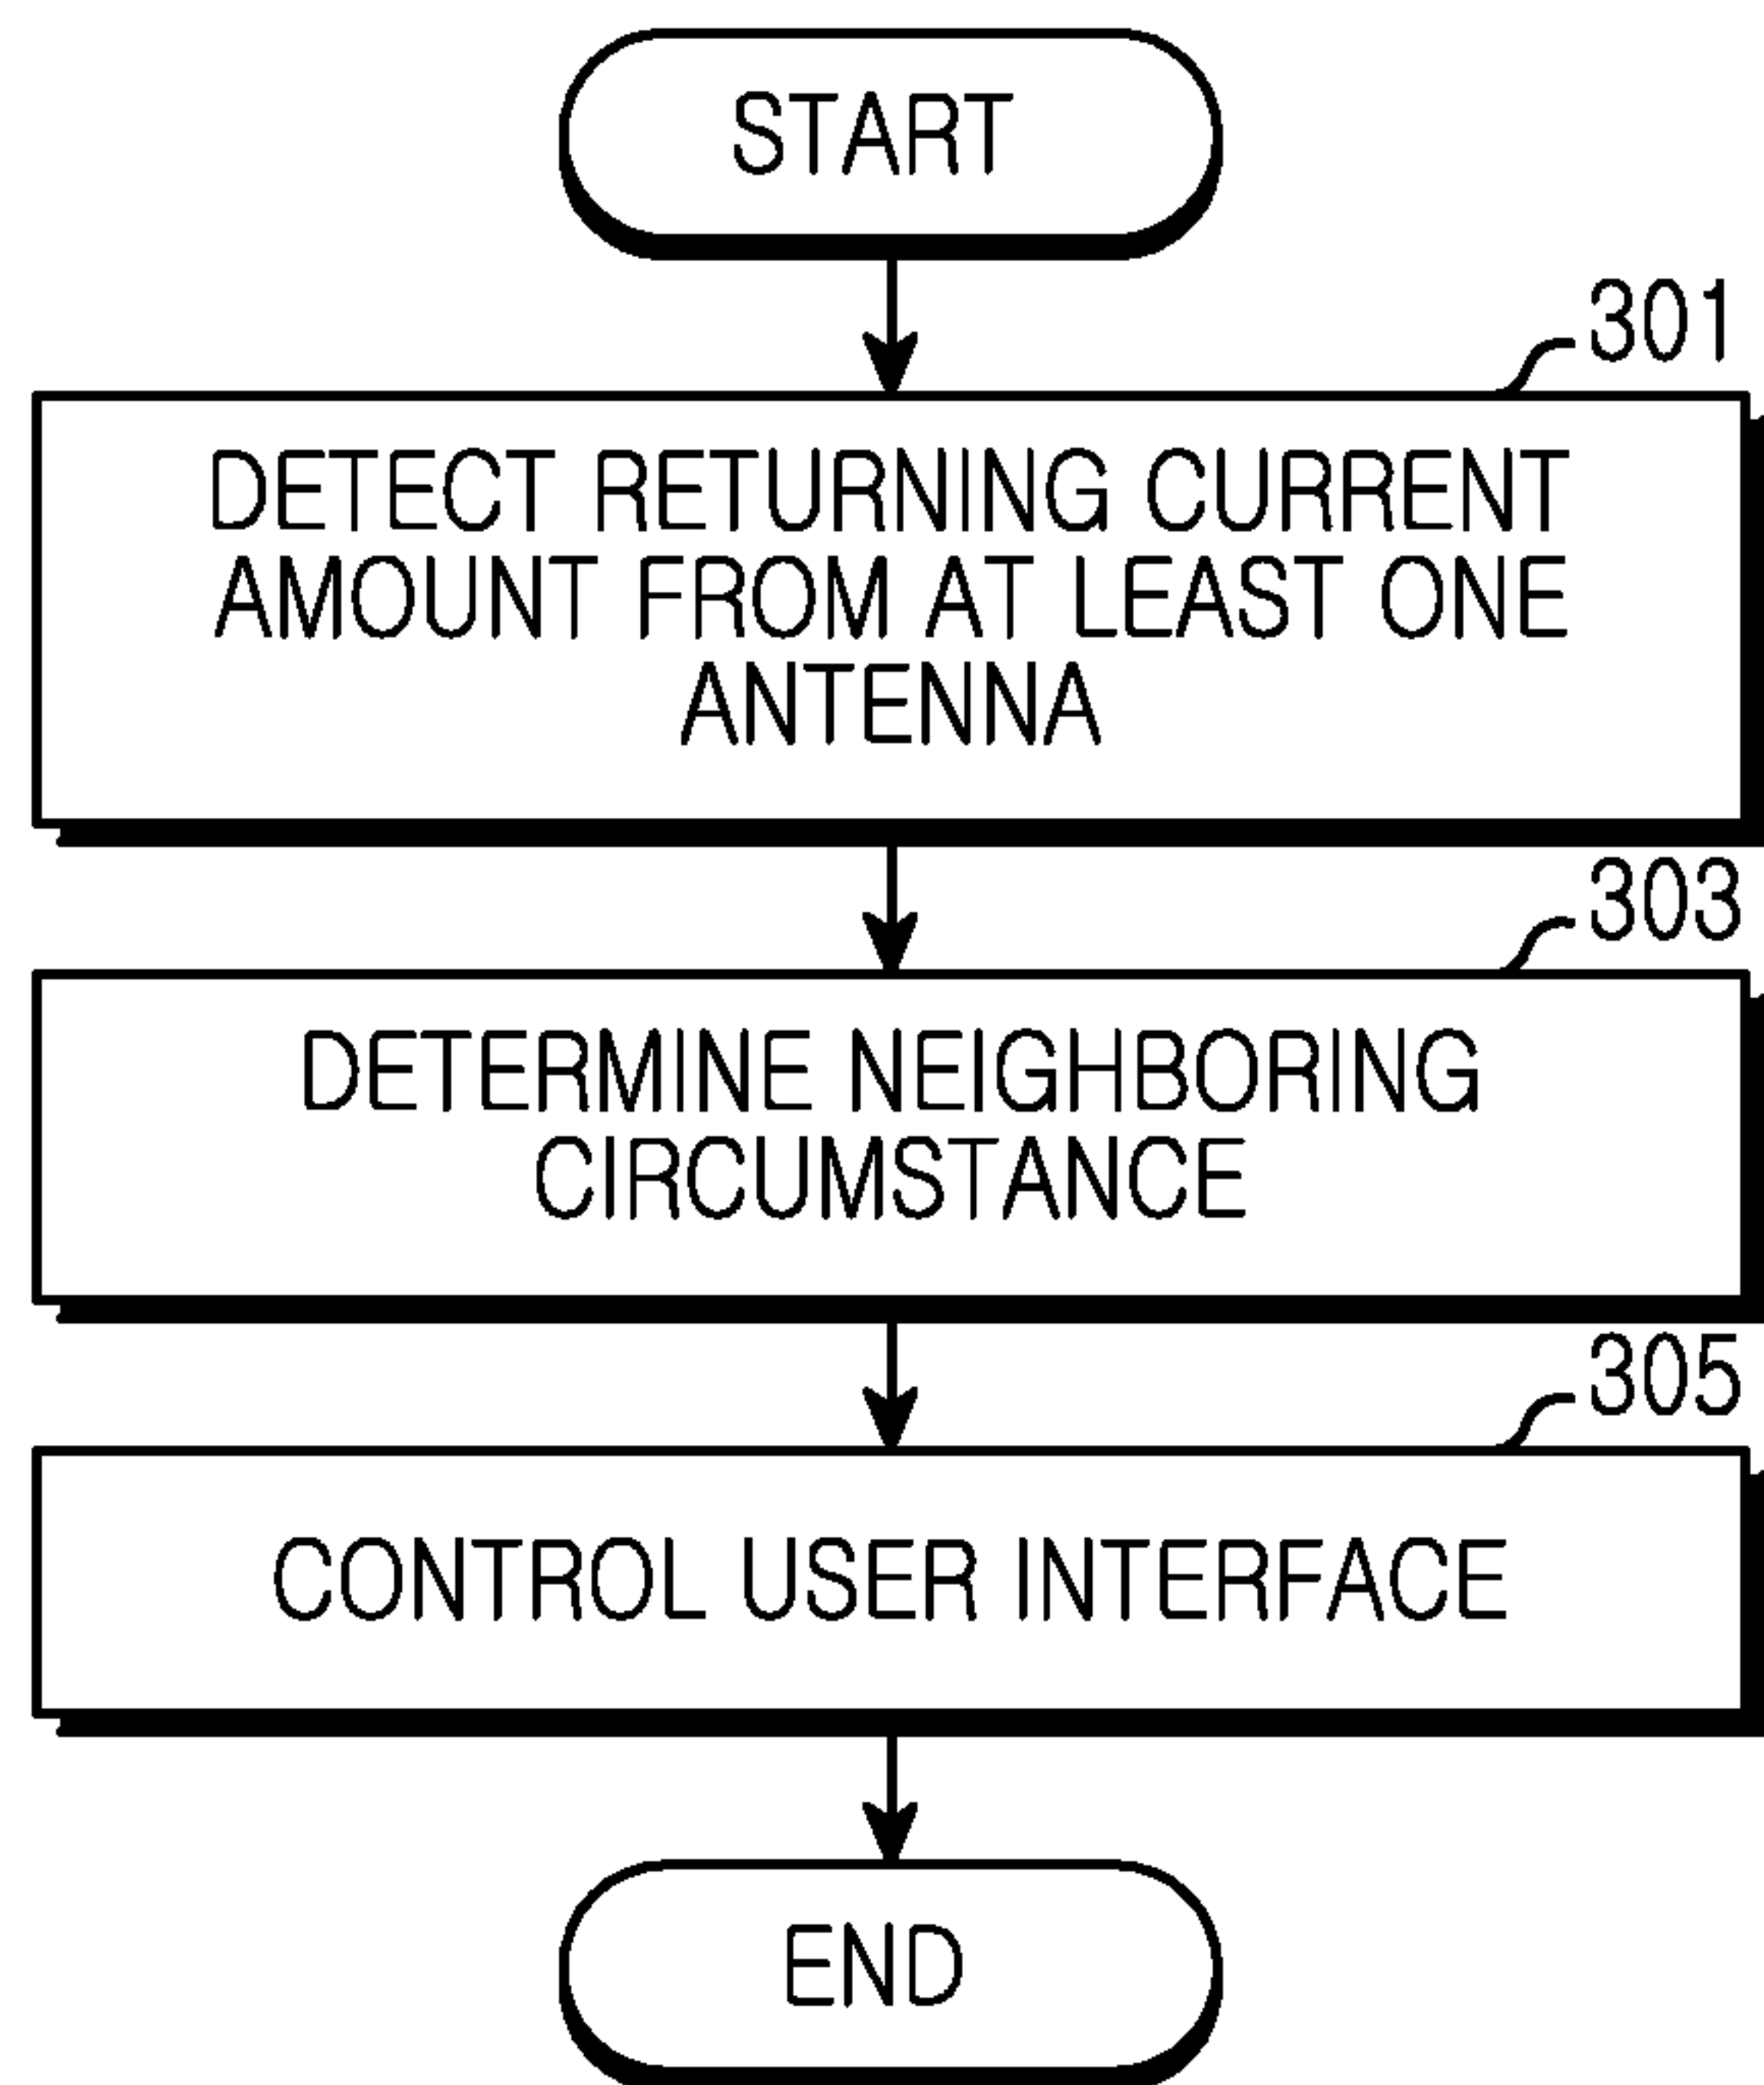 START
301
DETECT RETURNING CURRENT
AMOUNT FROM AT LEAST ONE
ANTENNA
303
DETERMINE NEIGHBORING
CIRCUMSTANCE
305
CONTROL USER INTERFACE
END